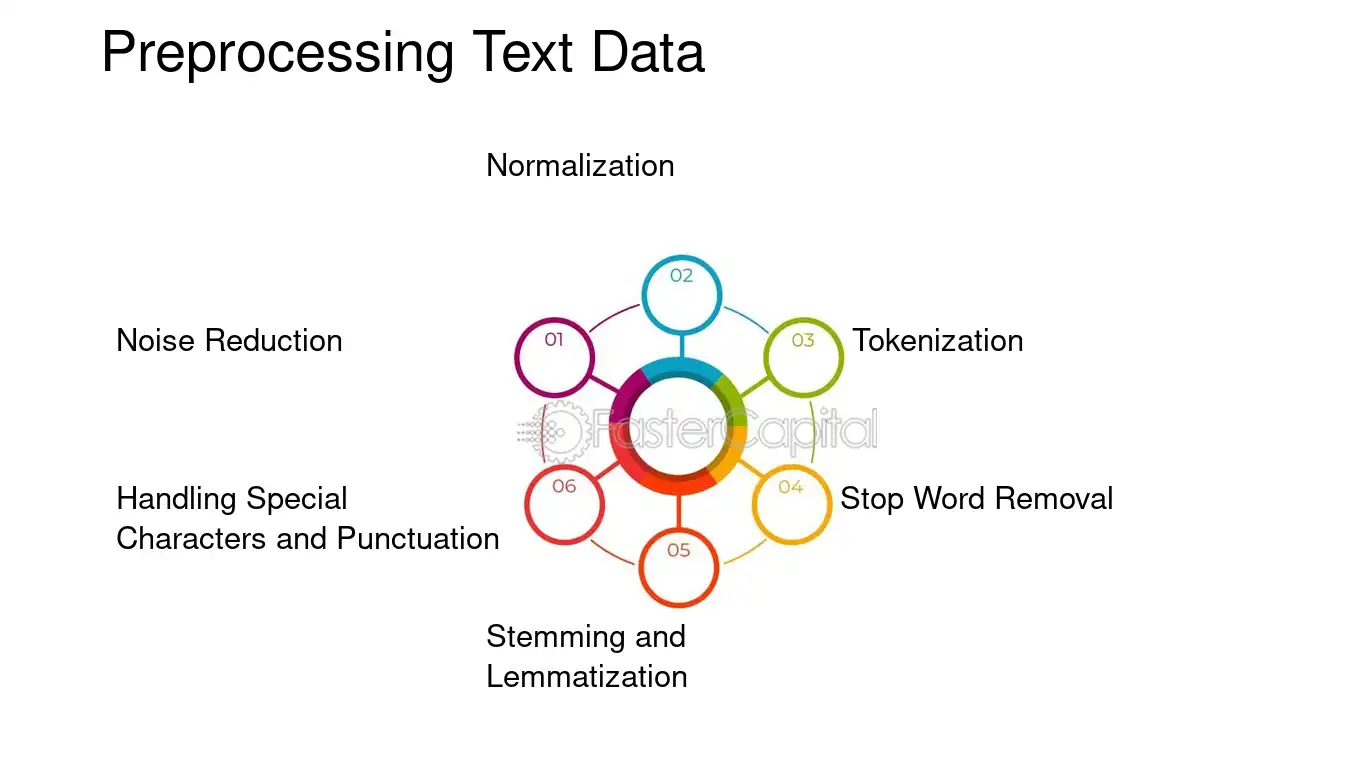 Preprocessing Text Data
Normalization
02
01
03
Noise Reduction
Tokenization
FasterCapital
06
04
Handling Special
Characters and Punctuation
Stop Word Removal
05
Stemming and
Lemmatization